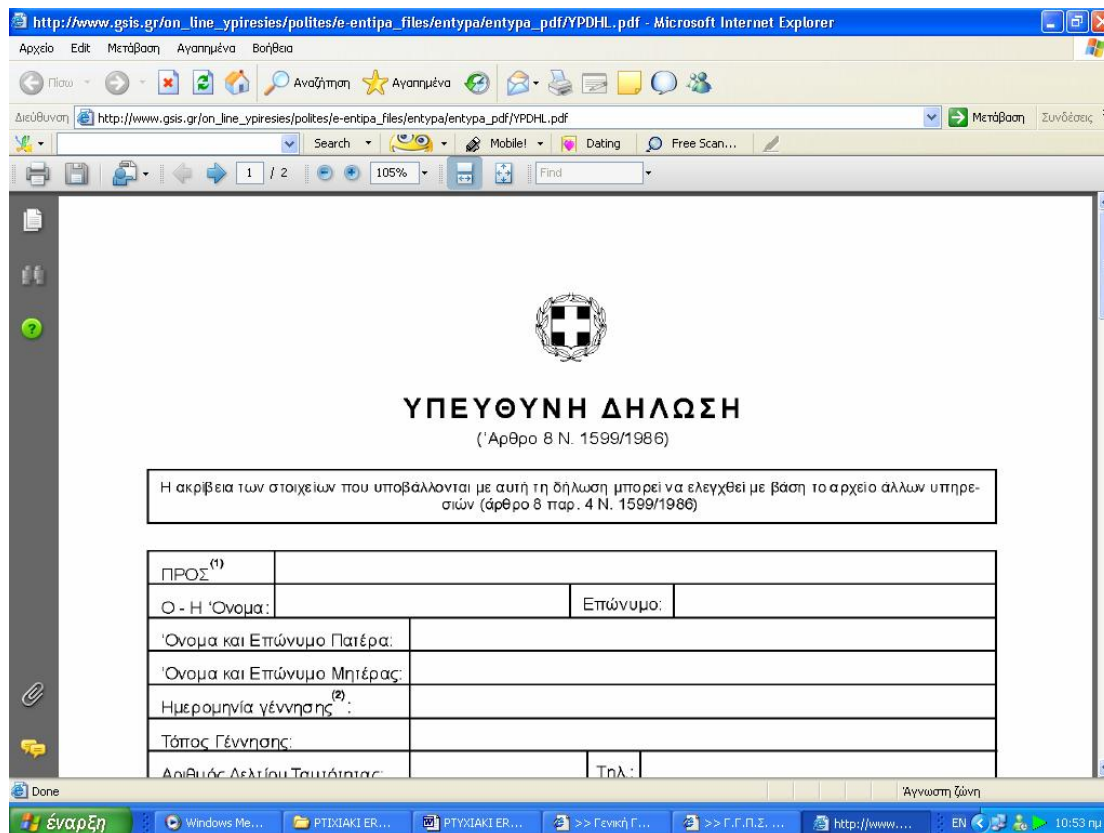 http://www.gsis.gr/on_line_ypiresies/polites/e-entipa_files/entypa/entypa_pdf/YPDHL.pdf - Microsoft Internet Explorer
Αρχείο Edit Μετάβαση Αγαπημένα Βοήθεια
Πίσω Αναζήτηση Αγαπημένα
Διεύθυνση http://www.gsis.gr/on_line_ypiresies/polites/e-entipa_files/entypa/entypa_pdf/YPDHL.pdf Μετάβαση Συνδέσεις
Search Mobile! Dating Free Scan...
1 / 2 105% Find
ΥΠΕΥΘΥΝΗ ΔΗΛΩΣΗ
('Αρθρο 8 Ν. 1599/1986)
Η ακρίβεια των στοιχείων που υποβάλλονται με αυτή τη δήλωση μπορεί να ελεγχθεί με βάση το αρχείο άλλων υπηρε-
σιών (άρθρο 8 παρ. 4 Ν. 1599/1986)
ΠΡΟΣ(1)
Ο - Η 'Ονομα: Επώνυμο:
'Ονομα και Επώνυμο Πατέρα:
'Ονομα και Επώνυμο Μητέρας:
Ημερομηνία γέννησης(2):
Τόπος Γέννησης:
Αριθμός Δελτίου Ταυτότητας: Τηλ.:
Done Άγνωστη ζώνη
έναρξη Windows Me... PTIXIAKI ER... PTYXIAKI ER... >> Γενική Γ... >> Γ.Γ.Π.Σ. ... http://www.... EN 10:53 πμ